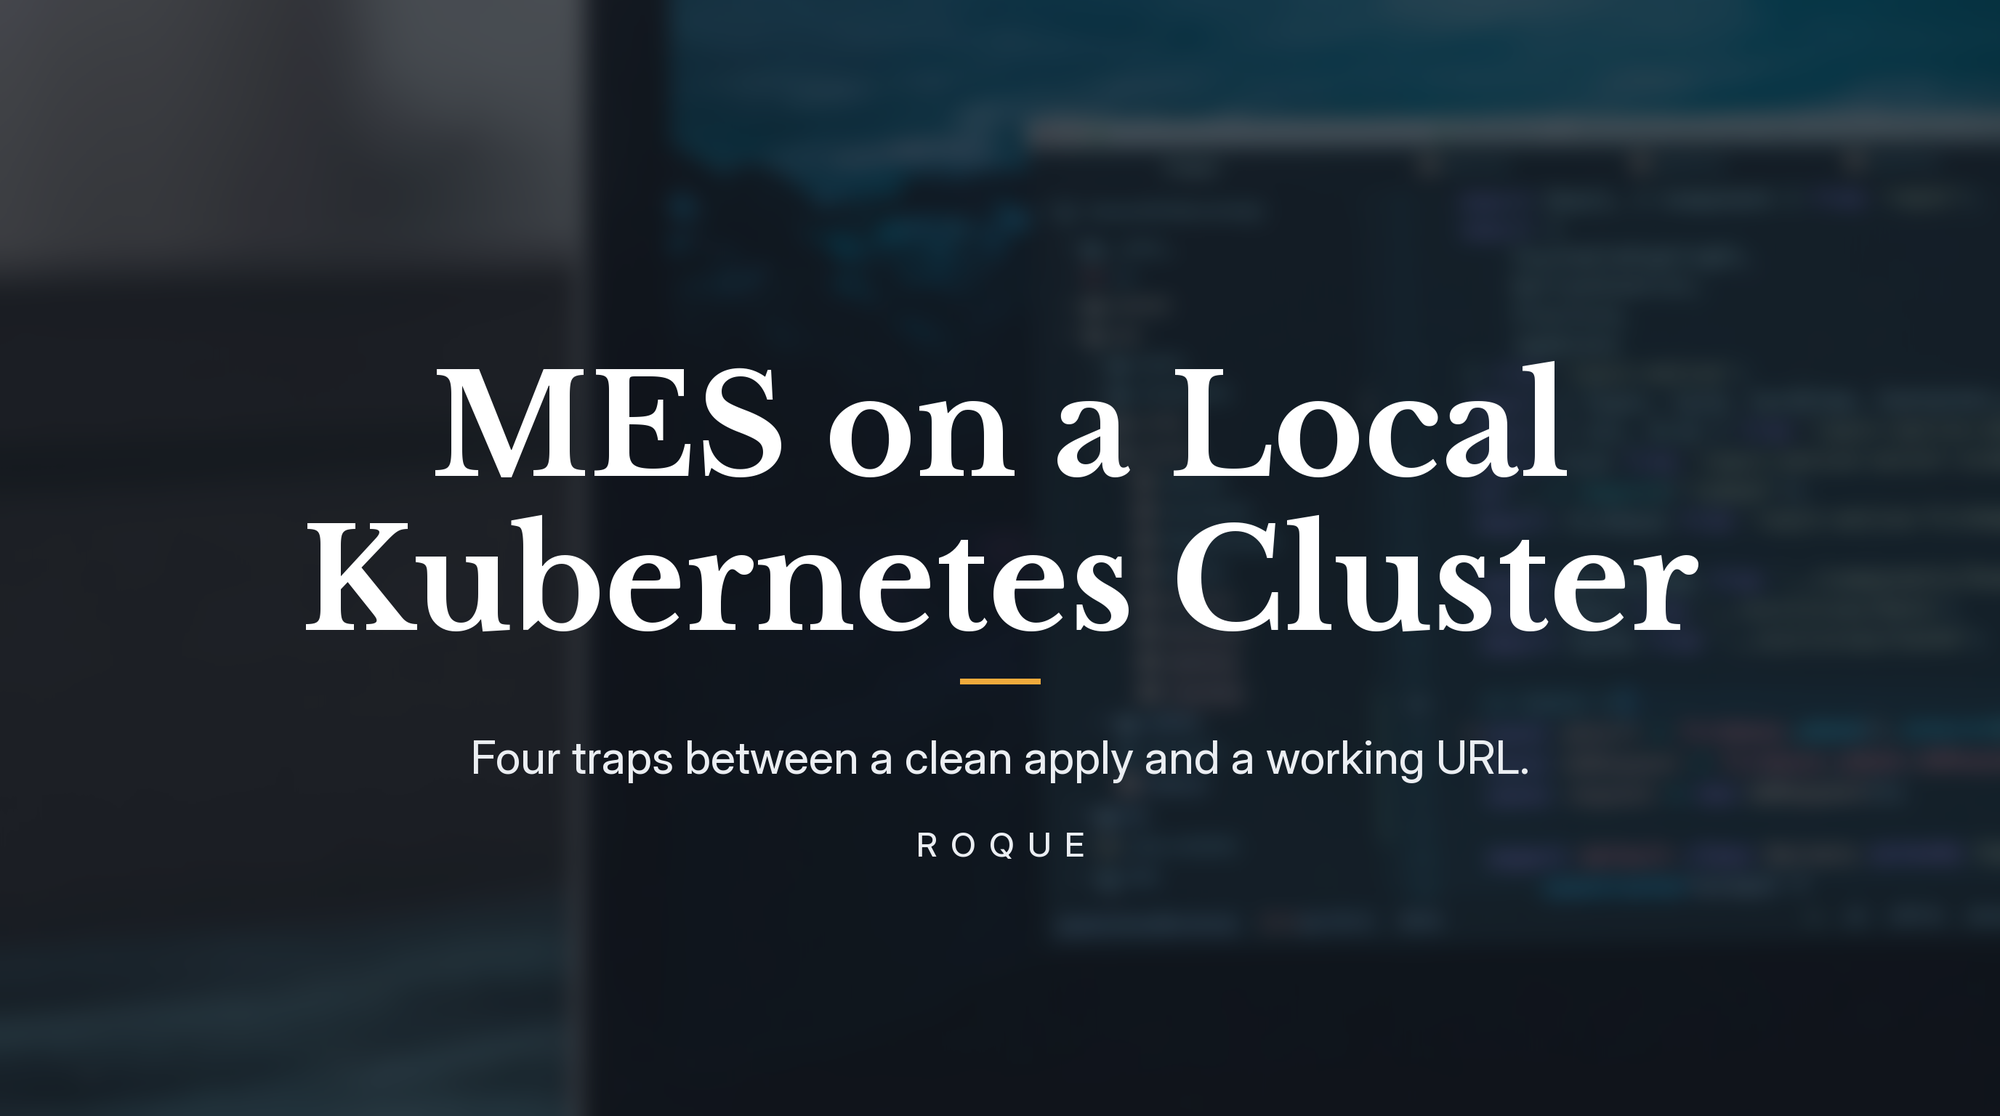 MES on a Local
Kubernetes Cluster
Four traps between a clean apply and a working URL.
ROQUE